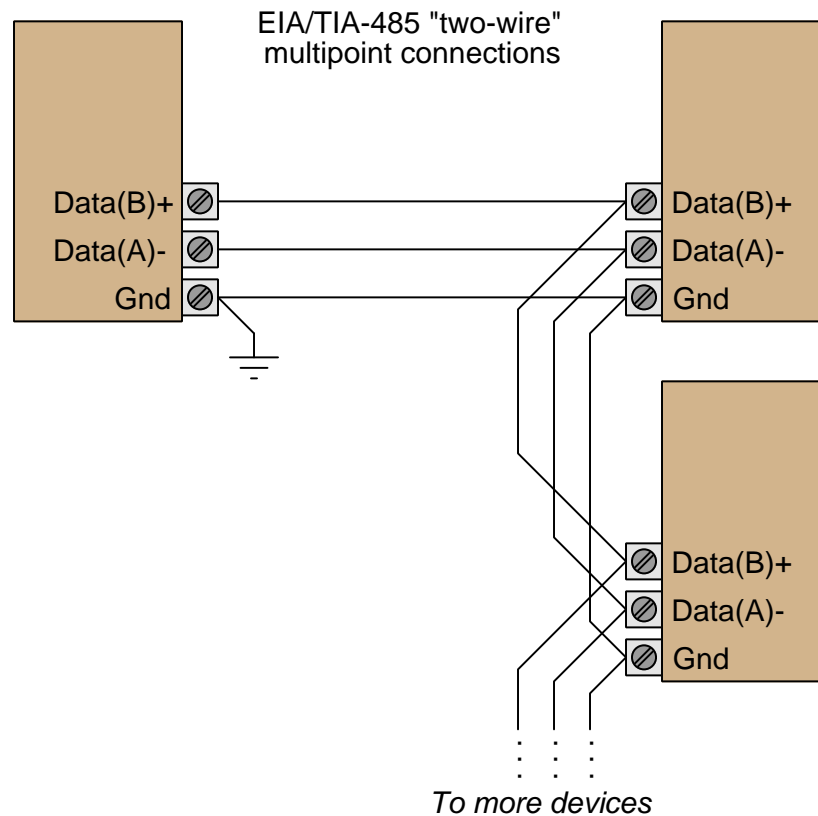 EIA/TIA-485 "two-wire"
multipoint connections
Data(B)+
Data(A)-
Gnd
Data(B)+
Data(A)-
Gnd
Data(B)+
Data(A)-
Gnd
To more devices